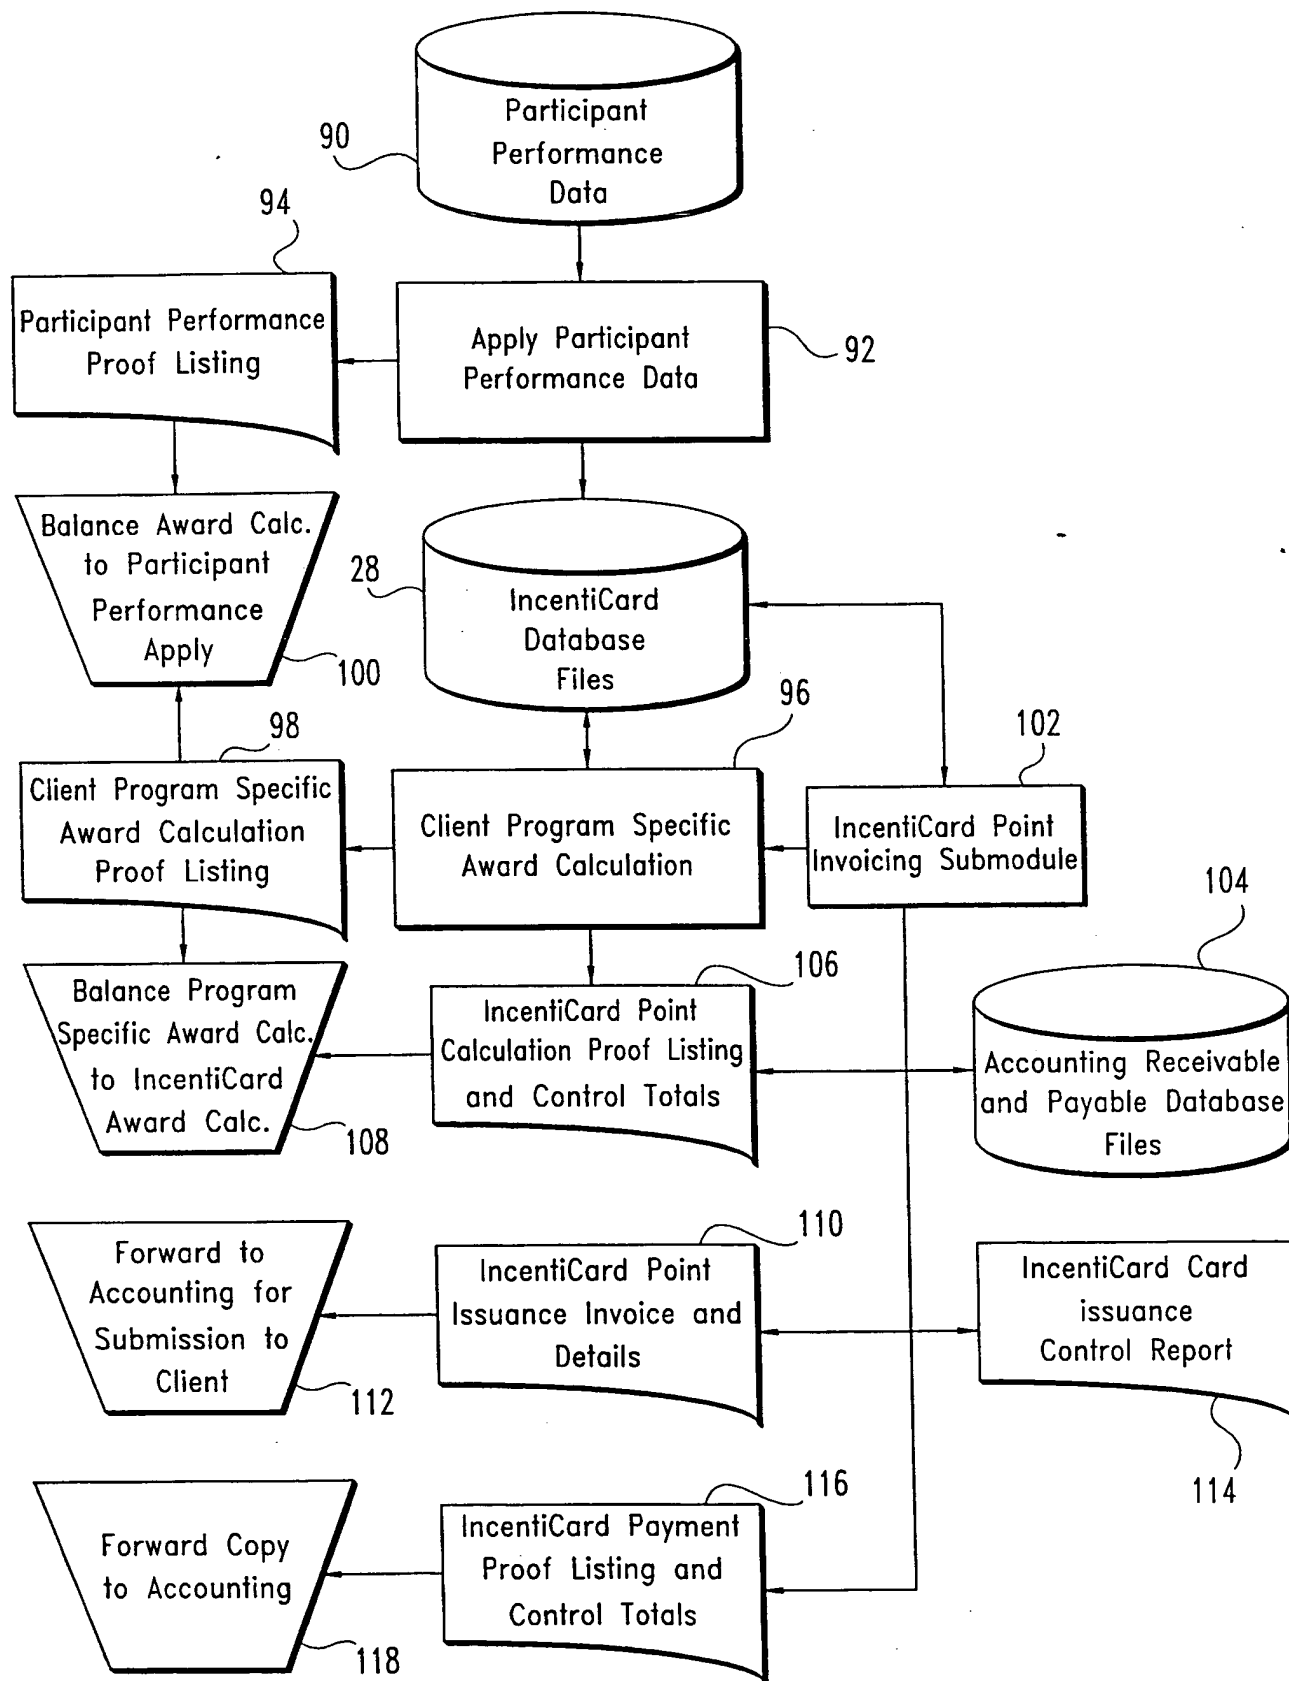 Participant
Performance
Data
90
94
Participant Performance
Proof Listing
Apply Participant
Performance Data
92
Balance Award Calc.
to Participant
Performance
Apply
100
28
IncentiCard
Database
Files
96
98
102
Client Program Specific
Award Calculation
Proof Listing
Client Program Specific
Award Calculation
IncentiCard Point
Invoicing Submodule
104
106
Balance Program
Specific Award Calc.
to IncentiCard
Award Calc.
108
IncentiCard Point
Calculation Proof Listing
and Control Totals
Accounting Receivable
and Payable Database
Files
110
Forward to
Accounting for
Submission to
Client
112
IncentiCard Point
Issuance Invoice and
Details
IncentiCard Card
issuance
Control Report
114
116
Forward Copy
to Accounting
118
IncentiCard Payment
Proof Listing and
Control Totals